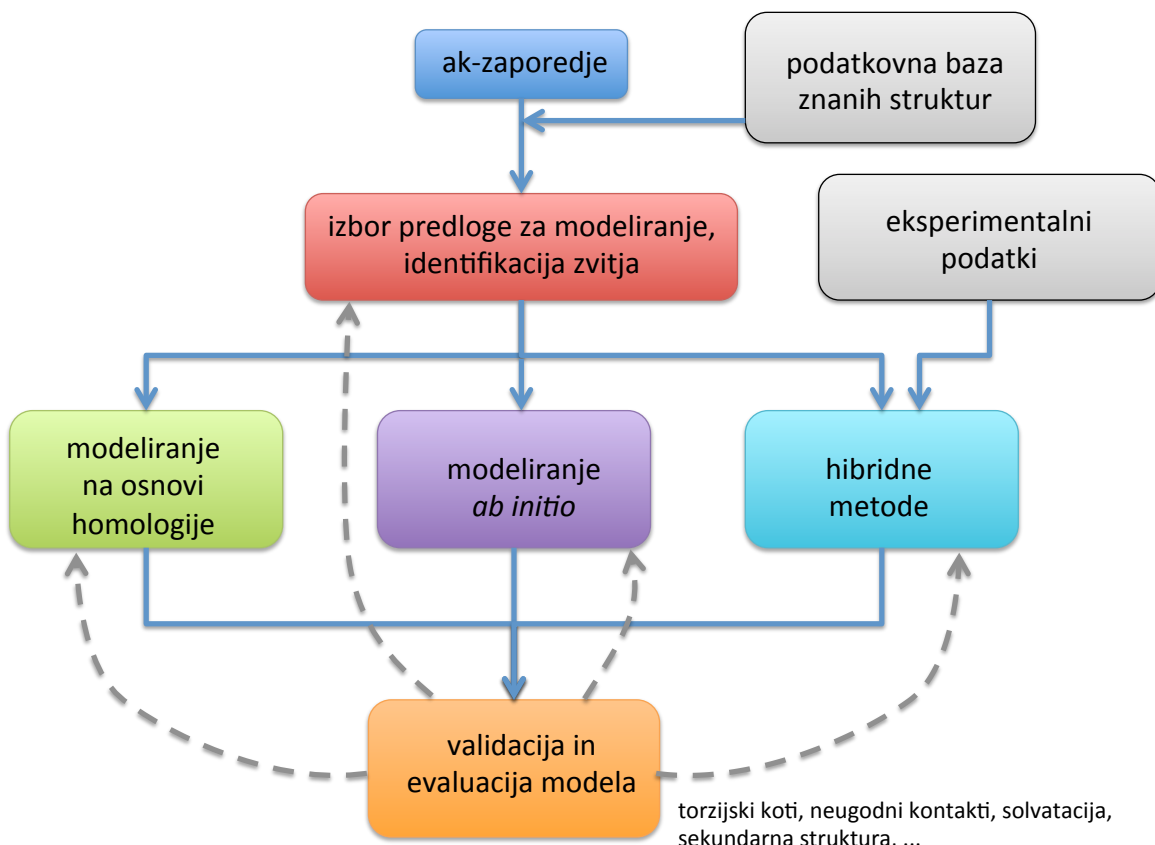 ak-zaporedje
podatkovna baza
znanih struktur
izbor predloge za modeliranje,
identifikacija zvitja
eksperimentalni
podatki
modeliranje
na osnovi
homologije
modeliranje
ab initio
hibridne
metode
validacija in
evaluacija modela
torzijski koti, neugodni kontakti, solvatacija,
sekundarna struktura, ...